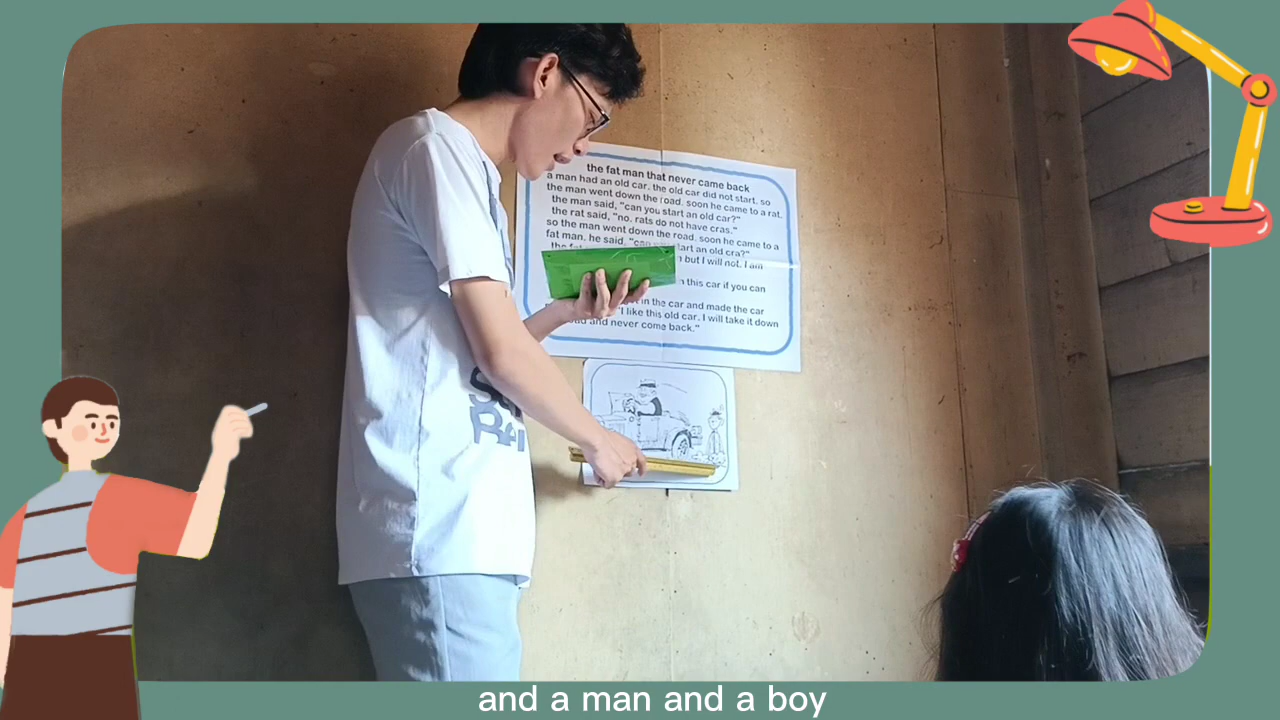 the fat man that never came back
a man had an old car. the old car did not start. so
the man went down the road. soon he came to a rat.
the man said, "can you start an old car?"
the rat said, "no. rats do not have cras."
so the man went down the road. soon he came to a
fat man. he said, "can you start an old cra?"
but I will not. I am
this car if you can
in the car and made the car
"I like this old car. I will take it down
and never come back."
and a man and a boy